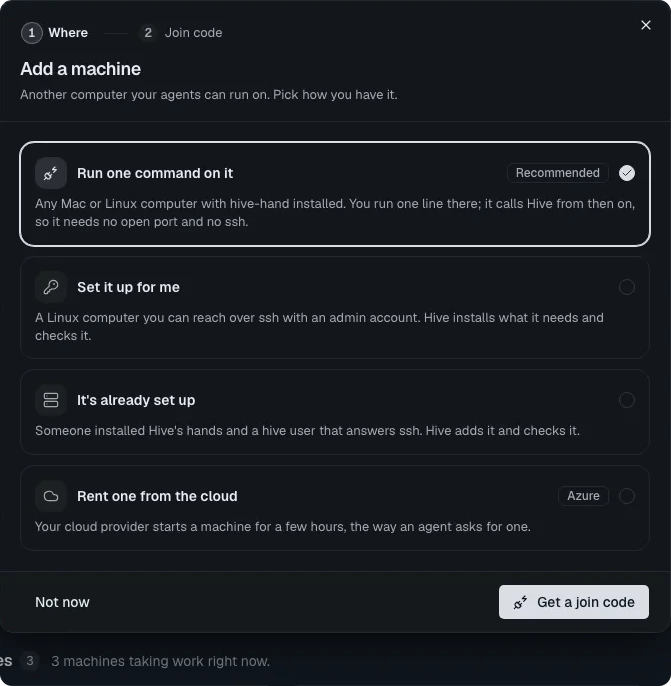 1 Where 2 Join code
Add a machine
Another computer your agents can run on. Pick how you have it.
Run one command on it Recommended
Any Mac or Linux computer with hive-hand installed. You run one line there; it calls Hive from then on,
so it needs no open port and no ssh.
Set it up for me
A Linux computer you can reach over ssh with an admin account. Hive installs what it needs and
checks it.
It's already set up
Someone installed Hive's hands and a hive user that answers ssh. Hive adds it and checks it.
Rent one from the cloud Azure
Your cloud provider starts a machine for a few hours, the way an agent asks for one.
Not now Get a join code
es 3 3 machines taking work right now.